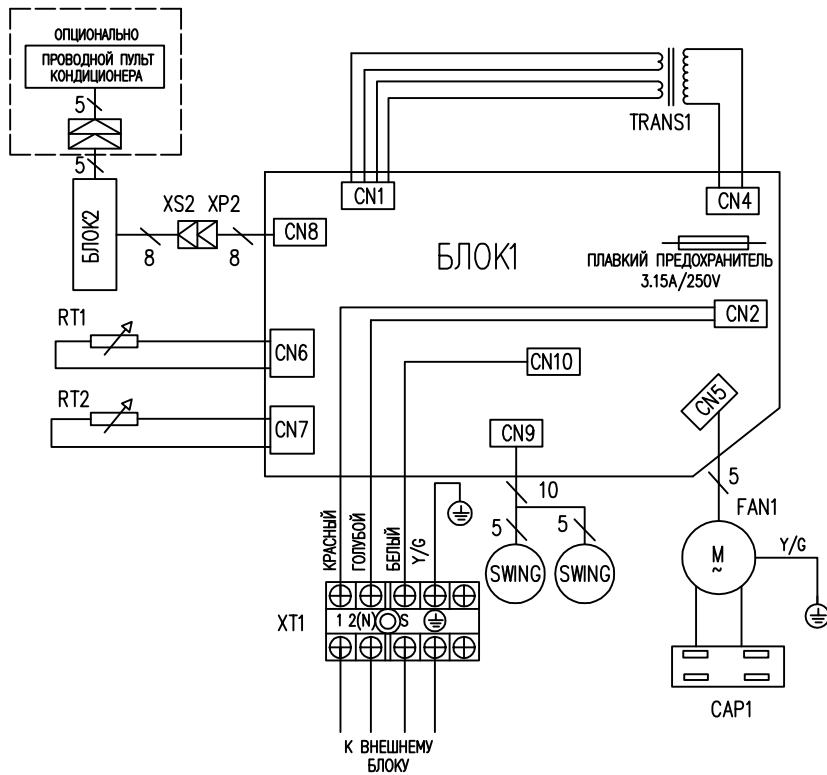 ОПЦИОНАЛЬНО
ПРОВОДНОЙ ПУЛЬТ
КОНДИЦИОНЕРА
5
5
TRANS1
CN1
CN4
XS2 XP2
БЛОК2
8
8
CN8
БЛОК1
ПЛАВКИЙ ПРЕДОХРАНИТЕЛЬ
3.15A/250V
CN2
RT1
CN6
CN10
RT2
CN7
CN5
CN9
10
5
FAN1
КРАСНЫЙ
ГОЛУБОЙ
БЕЛЫЙ
Y/G
5
5
SWING
SWING
M
~
Y/G
XT1
1 2(N) S
CAP1
К ВНЕШНЕМУ
БЛОКУ